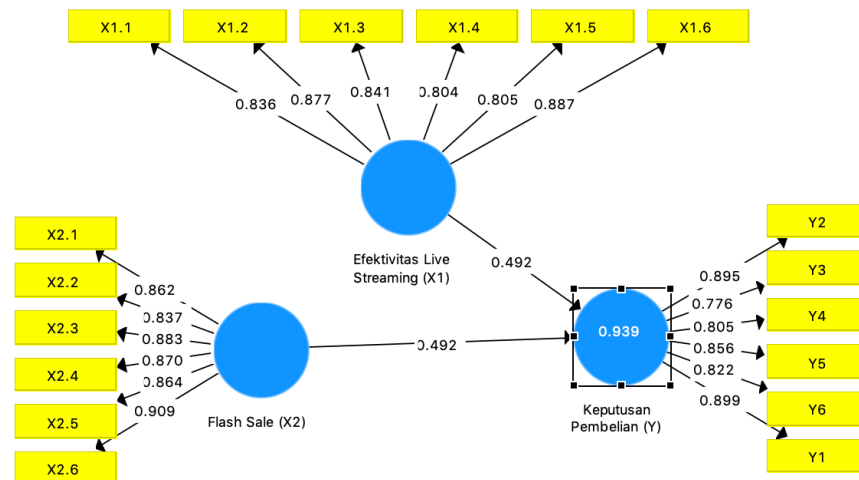 X1.1
X1.2
X1.3
X1.4
X1.5
X1.6
0.836
0.877
0.841
0.804
0.805
0.887
Efektivitas Live
Streaming (X1)
0.492
X2.1
X2.2
X2.3
X2.4
X2.5
X2.6
0.862
0.837
0.883
0.870
0.864
0.909
Flash Sale (X2)
0.492
0.939
Keputusan
Pembelian (Y)
0.895
0.776
0.805
0.856
0.822
0.899
Y2
Y3
Y4
Y5
Y6
Y1